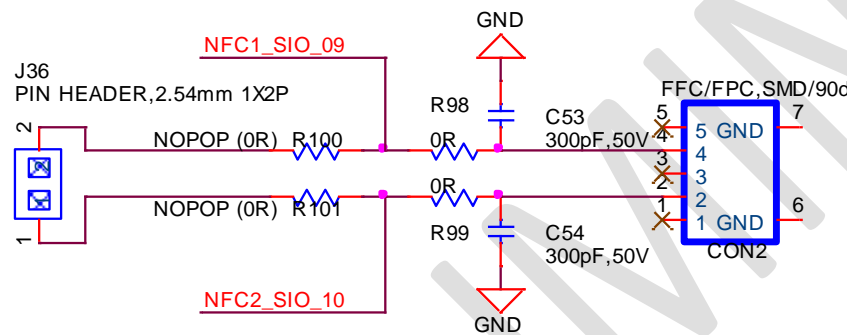 GND
NFC1_SIO_09
J36
PIN HEADER,2.54mm 1X2P
FFC/FPC,SMD/90d
R98
C53
300pF,50V
2
NOPOP (0R)
R100
0R
5
4
3
2
1
5 GND
4
3
2
1 GND
7
6
0R
NOPOP (0R)
R101
1
R99
C54
300pF,50V
CON2
NFC2_SIO_10
GND